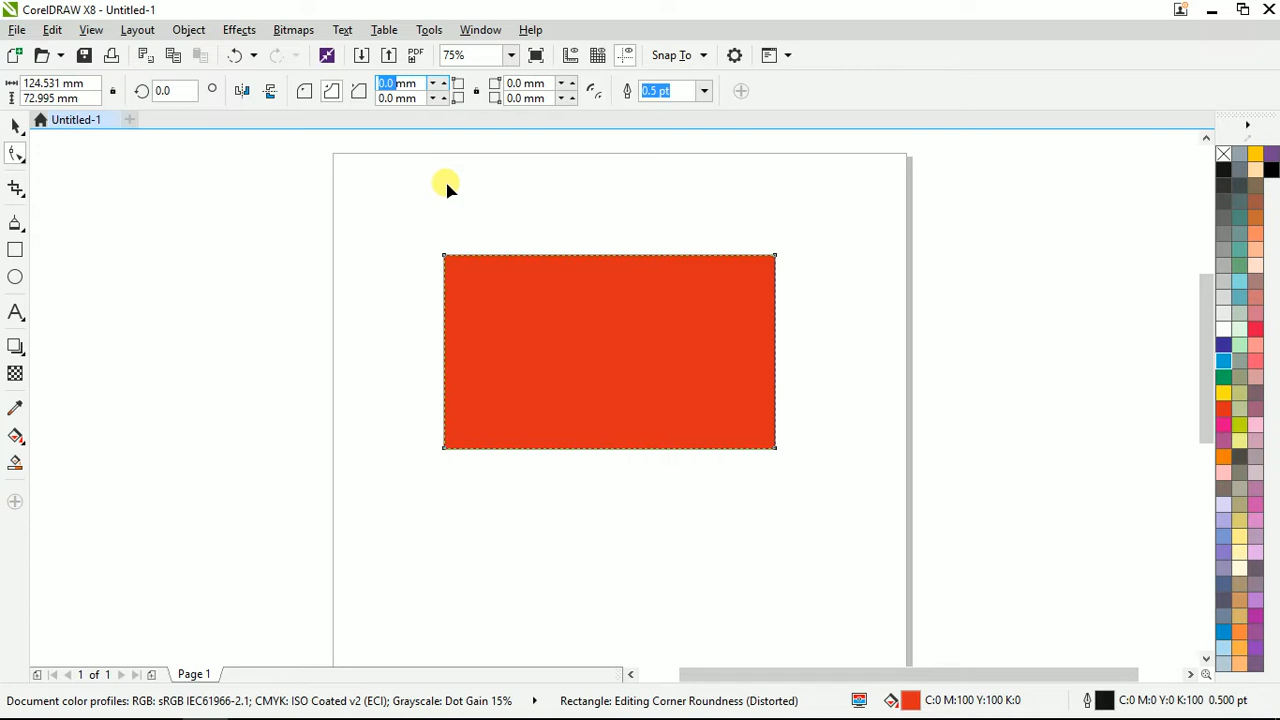 CorelDRAW X8 - Untitled-1
File Edit View Layout Object Effects Bitmaps Text Table Tools Window Help
PDF 75% Snap To
124.531 mm 0.0 0.0 mm 0.0 mm 0.5 pt
72.995 mm 0.0 mm 0.0 mm
Untitled-1
1 of 1 Page 1
Document color profiles: RGB: sRGB IEC61966-2.1; CMYK: ISO Coated v2 (ECI); Grayscale: Dot Gain 15% Rectangle: Editing Corner Roundness (Distorted) C:0 M:100 Y:100 K:0 C:0 M:0 Y:0 K:100 0.500 pt